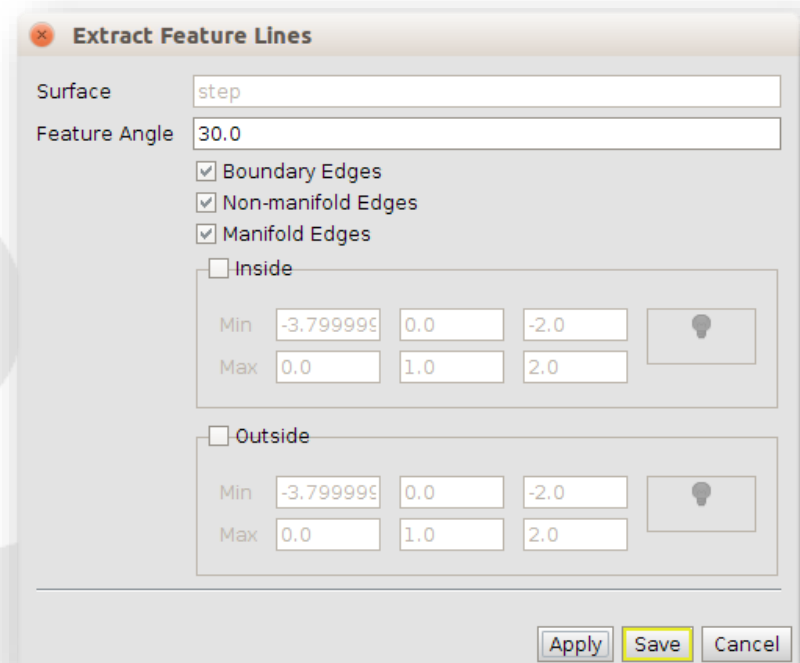 Extract Feature Lines
Surface step
Feature Angle 30.0
Boundary Edges
Non-manifold Edges
Manifold Edges
Inside
Min -3.799999 0.0 -2.0
Max 0.0 1.0 2.0
Outside
Min -3.799999 0.0 -2.0
Max 0.0 1.0 2.0
Apply Save Cancel